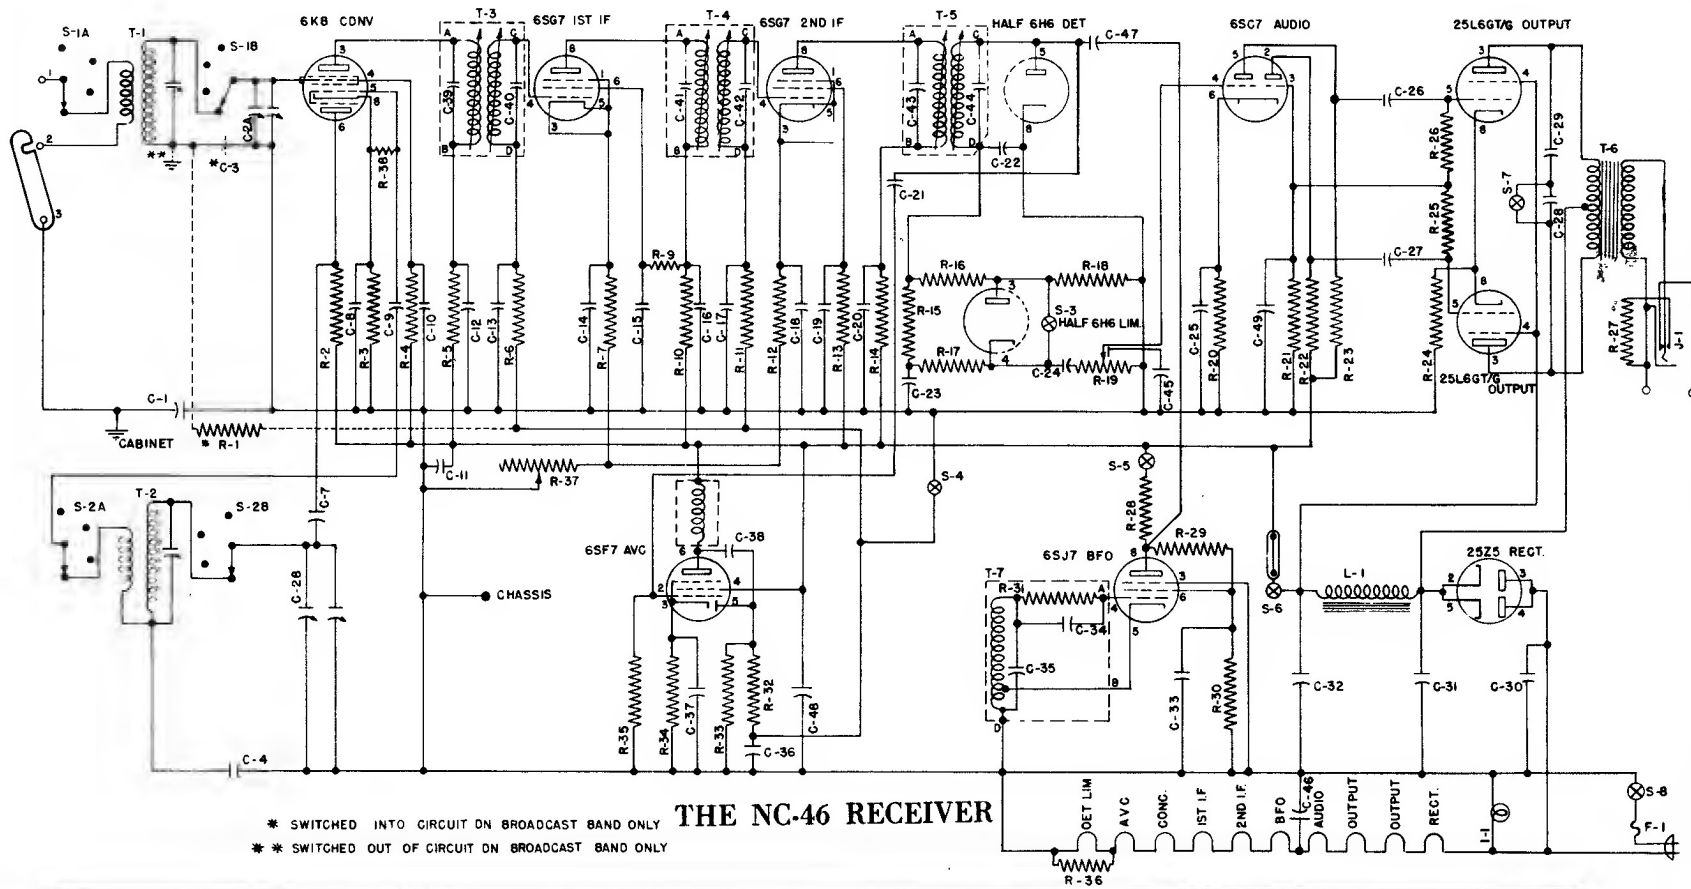 6K8 CONV
T-3
6SG7 1ST IF
T-4
6SG7 2ND IF
T-5
HALF 6H6 DET
6SC7 AUDIO
25L6GT/G OUTPUT
S-1A
T-1
S-1B
C-47
1
2
3
C-2A
* *
* C-3
R-38
A
B
C
D
C-39
C-40
C-41
C-42
C-43
C-44
C-22
C-21
C-26
R-26
R-25
C-27
C-29
C-28
S-7
T-6
R-2
C-8
R-3
C-9
R-4
C-10
R-5
C-12
C-13
R-6
C-14
R-7
C-15
R-9
R-10
C-16
C-17
R-11
R-12
C-18
C-19
R-13
C-20
R-14
R-15
R-16
R-18
S-3
HALF 6H6 LIM.
R-17
C-24
R-19
C-23
C-45
C-25
R-20
C-49
R-21
R-22
R-23
R-24
25L6GT/G
OUTPUT
R-27
J-1
C-1
CABINET
* R-1
C-11
R-37
S-4
S-5
R-28
S-2A
T-2
S-2B
C-7
C-2B
6SF7 AVC
C-38
6SJ7 BFO
R-29
25Z5 RECT.
L-1
S-6
CHASSIS
T-7
R-31
C-34
C-35
R-35
R-34
C-37
R-33
R-32
C-36
C-48
C-33
R-30
C-32
C-31
C-30
C-4
THE NC-46 RECEIVER
* SWITCHED INTO CIRCUIT ON BROADCAST BAND ONLY
* * SWITCHED OUT OF CIRCUIT ON BROADCAST BAND ONLY
DET LIM
AVC
CONC.
1ST I.F
2ND I.F.
BFO
C-46
AUDIO
OUTPUT
OUTPUT
RECT.
I-1
S-8
F-1
R-36